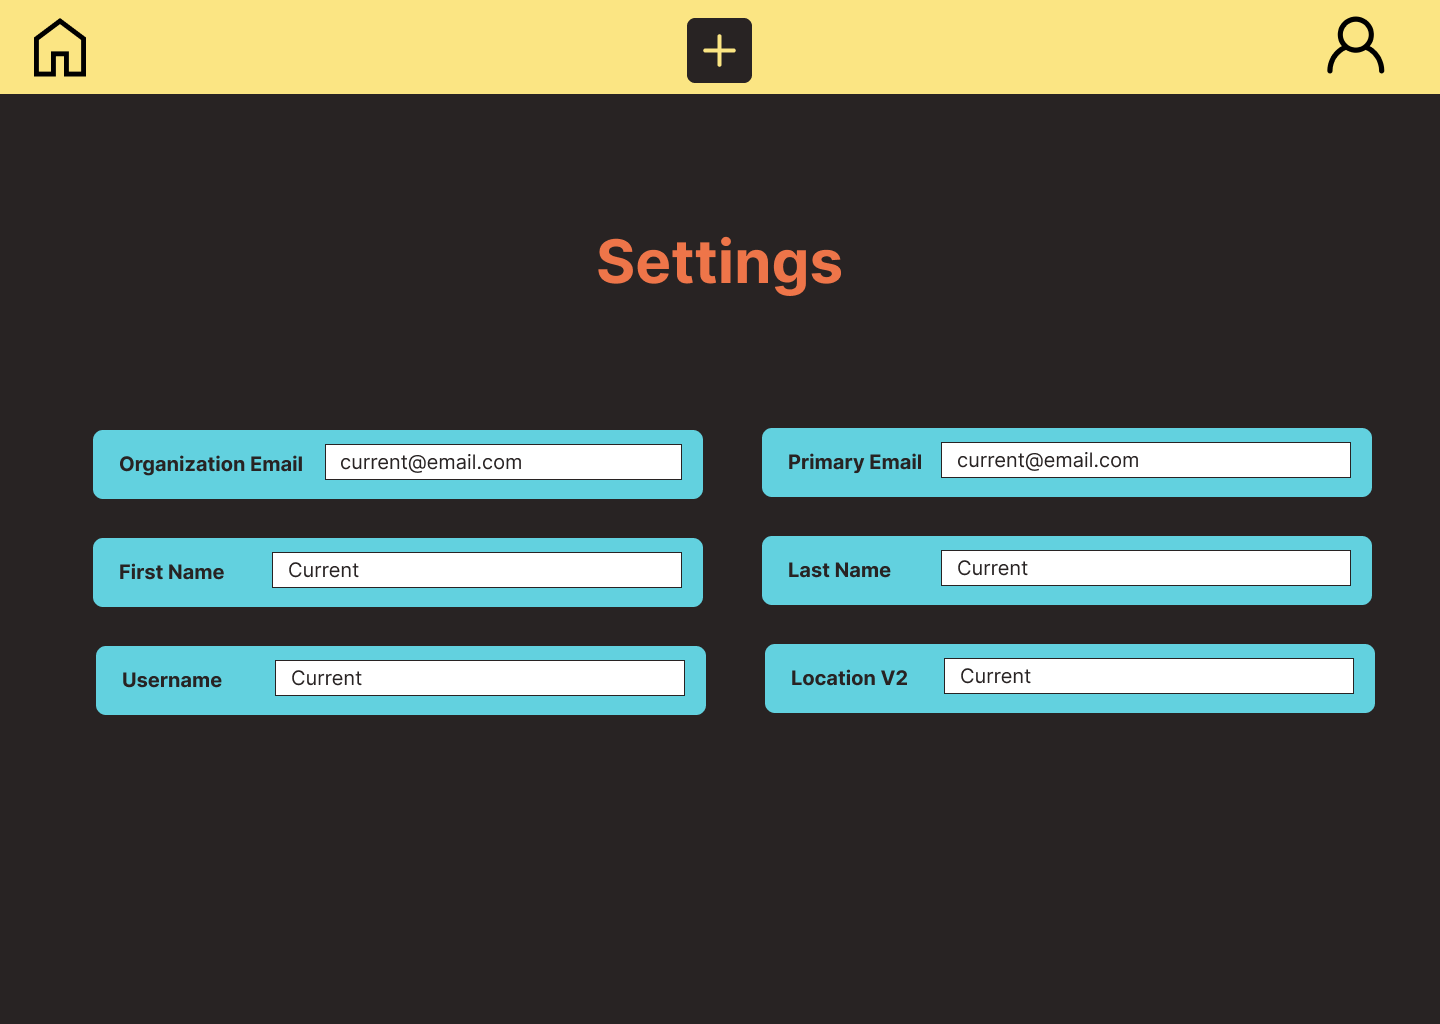 Settings
Organization Email current@email.com
Primary Email current@email.com
First Name Current
Last Name Current
Username Current
Location V2 Current